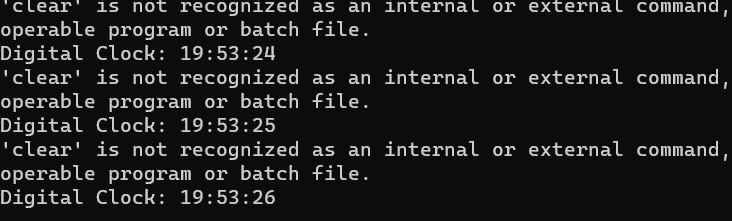 'clear' is not recognized as an internal or external command,
operable program or batch file.
Digital Clock: 19:53:24
'clear' is not recognized as an internal or external command,
operable program or batch file.
Digital Clock: 19:53:25
'clear' is not recognized as an internal or external command,
operable program or batch file.
Digital Clock: 19:53:26